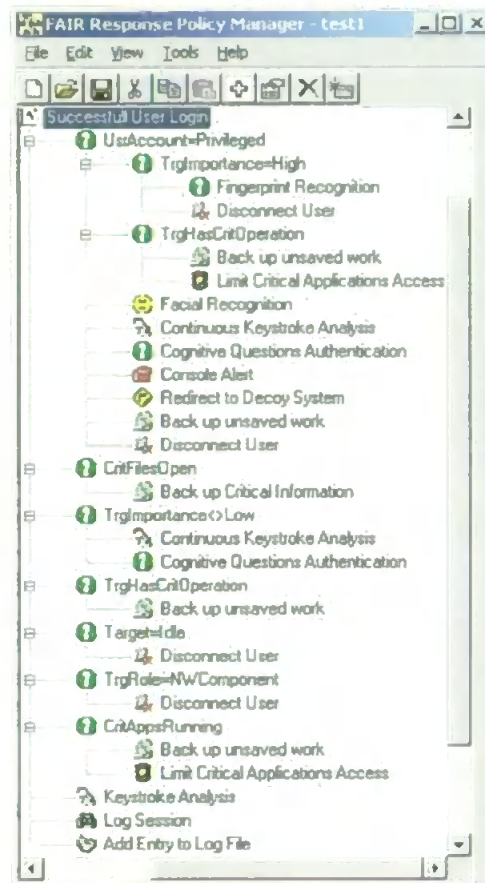 FAIR Response Policy Manager - test1
File Edit View Tools Help
Successfull User Login
UsrAccount=Privileged
TrgImportance=High
Fingerprint Recognition
Disconnect User
TrgHasCritOperation
Back up unsaved work
Limit Critical Applications Access
Facial Recognition
Continuous Keystroke Analysis
Cognitive Questions Authentication
Console Alert
Redirect to Decoy System
Back up unsaved work
Disconnect User
CritFilesOpen
Back up Critical Information
TrgImportance<>Low
Continuous Keystroke Analysis
Cognitive Questions Authentication
TrgHasCritOperation
Back up unsaved work
Target=Idle
Disconnect User
TrgRole=NWComponent
Disconnect User
CritAppsRunning
Back up unsaved work
Limit Critical Applications Access
Keystroke Analysis
Log Session
Add Entry to Log File